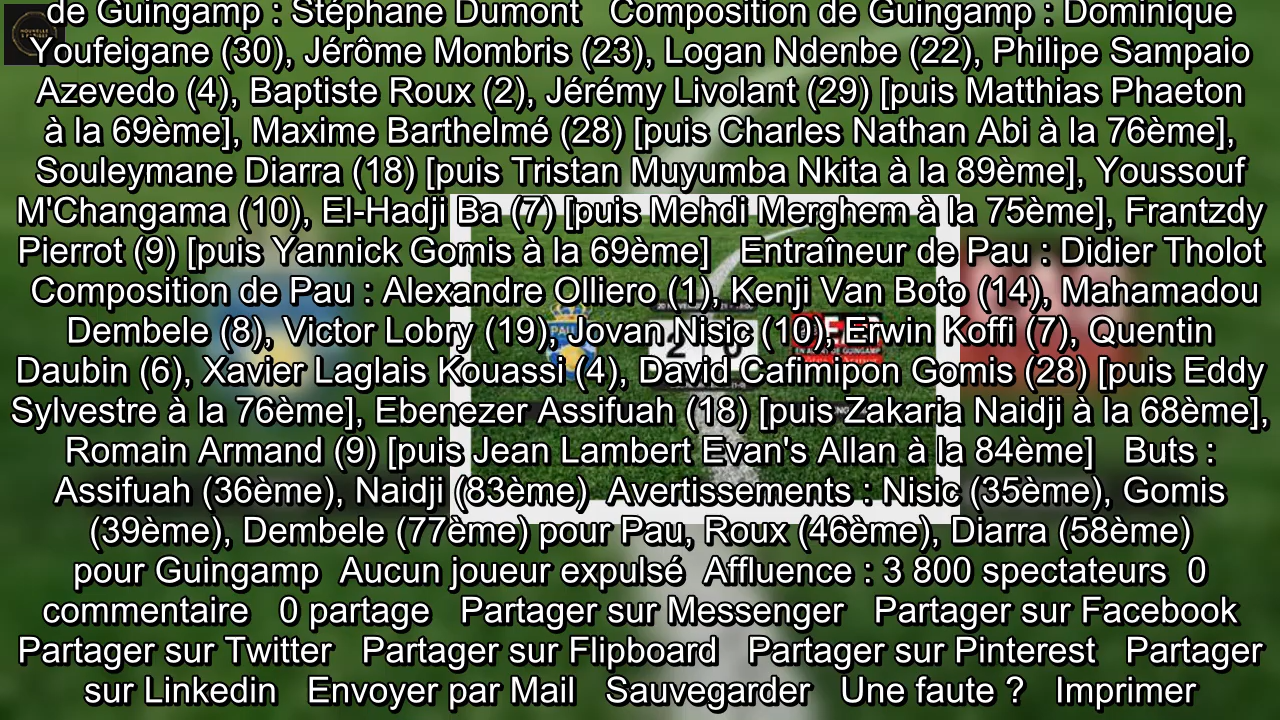 de Guingamp : Stéphane Dumont   Composition de Guingamp : Dominique
Youfeigane (30), Jérôme Mombris (23), Logan Ndenbe (22), Philipe Sampaio
Azevedo (4), Baptiste Roux (2), Jérémy Livolant (29) [puis Matthias Phaeton
à la 69ème], Maxime Barthelmé (28) [puis Charles Nathan Abi à la 76ème],
Souleymane Diarra (18) [puis Tristan Muyumba Nkita à la 89ème], Youssouf
M'Changama (10), El-Hadji Ba (7) [puis Mehdi Merghem à la 75ème], Frantzdy
Pierrot (9) [puis Yannick Gomis à la 69ème]   Entraîneur de Pau : Didier Tholot
Composition de Pau : Alexandre Olliero (1), Kenji Van Boto (14), Mahamadou
Dembele (8), Victor Lobry (19), Jovan Nisic (10), Erwin Koffi (7), Quentin
Daubin (6), Xavier Laglais Kouassi (4), David Cafimipon Gomis (28) [puis Eddy
Sylvestre à la 76ème], Ebenezer Assifuah (18) [puis Zakaria Naidji à la 68ème],
Romain Armand (9) [puis Jean Lambert Evan's Allan à la 84ème]   Buts :
Assifuah (36ème), Naidji (83ème)  Avertissements : Nisic (35ème), Gomis
(39ème), Dembele (77ème) pour Pau, Roux (46ème), Diarra (58ème)
pour Guingamp  Aucun joueur expulsé  Affluence : 3 800 spectateurs  0
commentaire   0 partage   Partager sur Messenger   Partager sur Facebook
Partager sur Twitter   Partager sur Flipboard   Partager sur Pinterest   Partager
sur Linkedin   Envoyer par Mail   Sauvegarder   Une faute ?   Imprimer